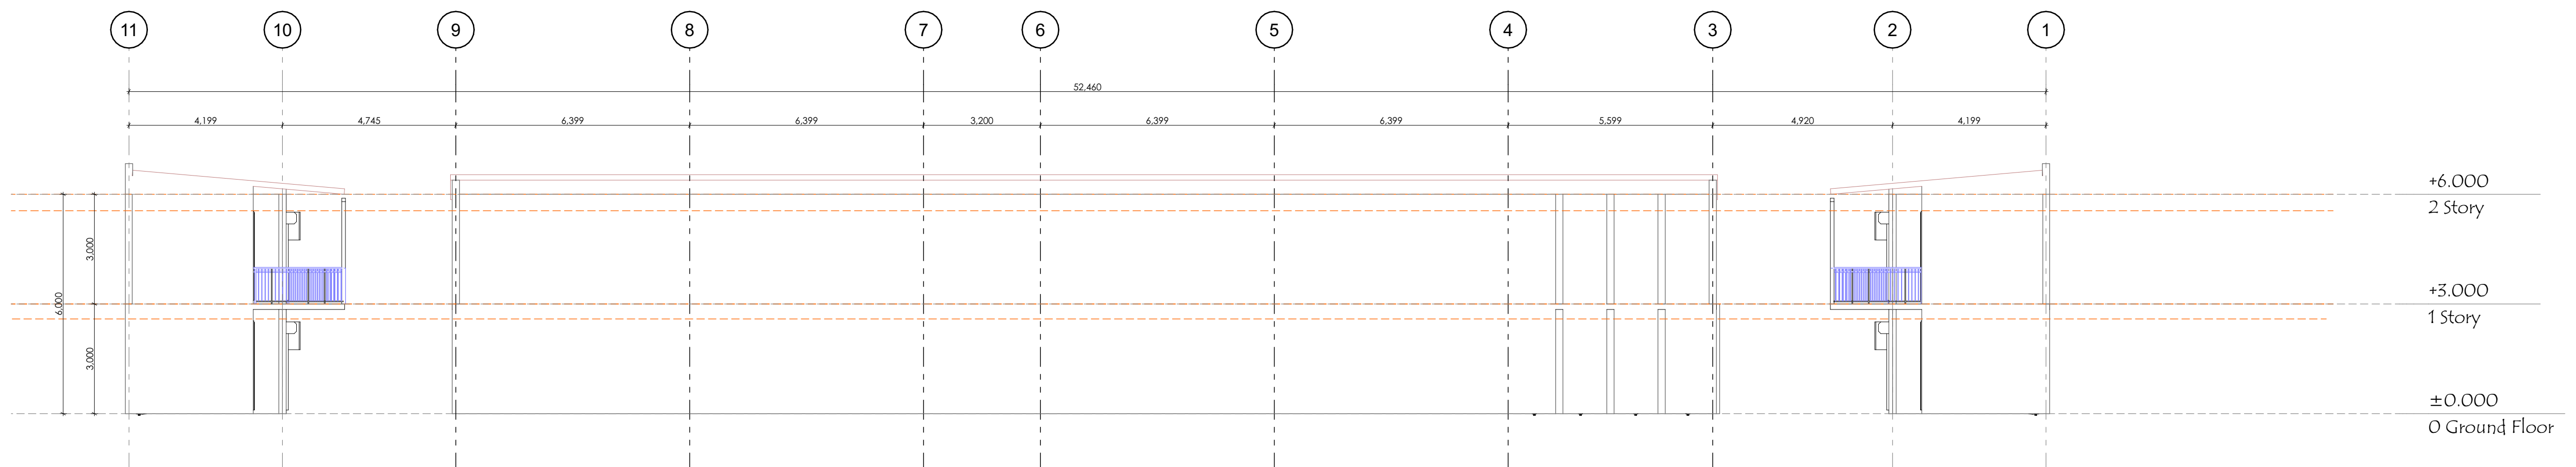 11 10 9 8 7 6 5 4 3 2 1
52,460
4,199 4,745 6,399 6,399 3,200 6,399 6,399 5,599 4,920 4,199
+6.000
2 Story
3.000
+3.000
6.000
1 Story
3.000
±0.000
0 Ground Floor